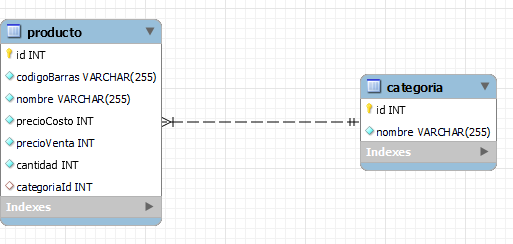 producto
id INT
codigoBarras VARCHAR(255)
nombre VARCHAR(255)
precioCosto INT
precioVenta INT
cantidad INT
categoriaId INT
Indexes
categoria
id INT
nombre VARCHAR(255)
Indexes